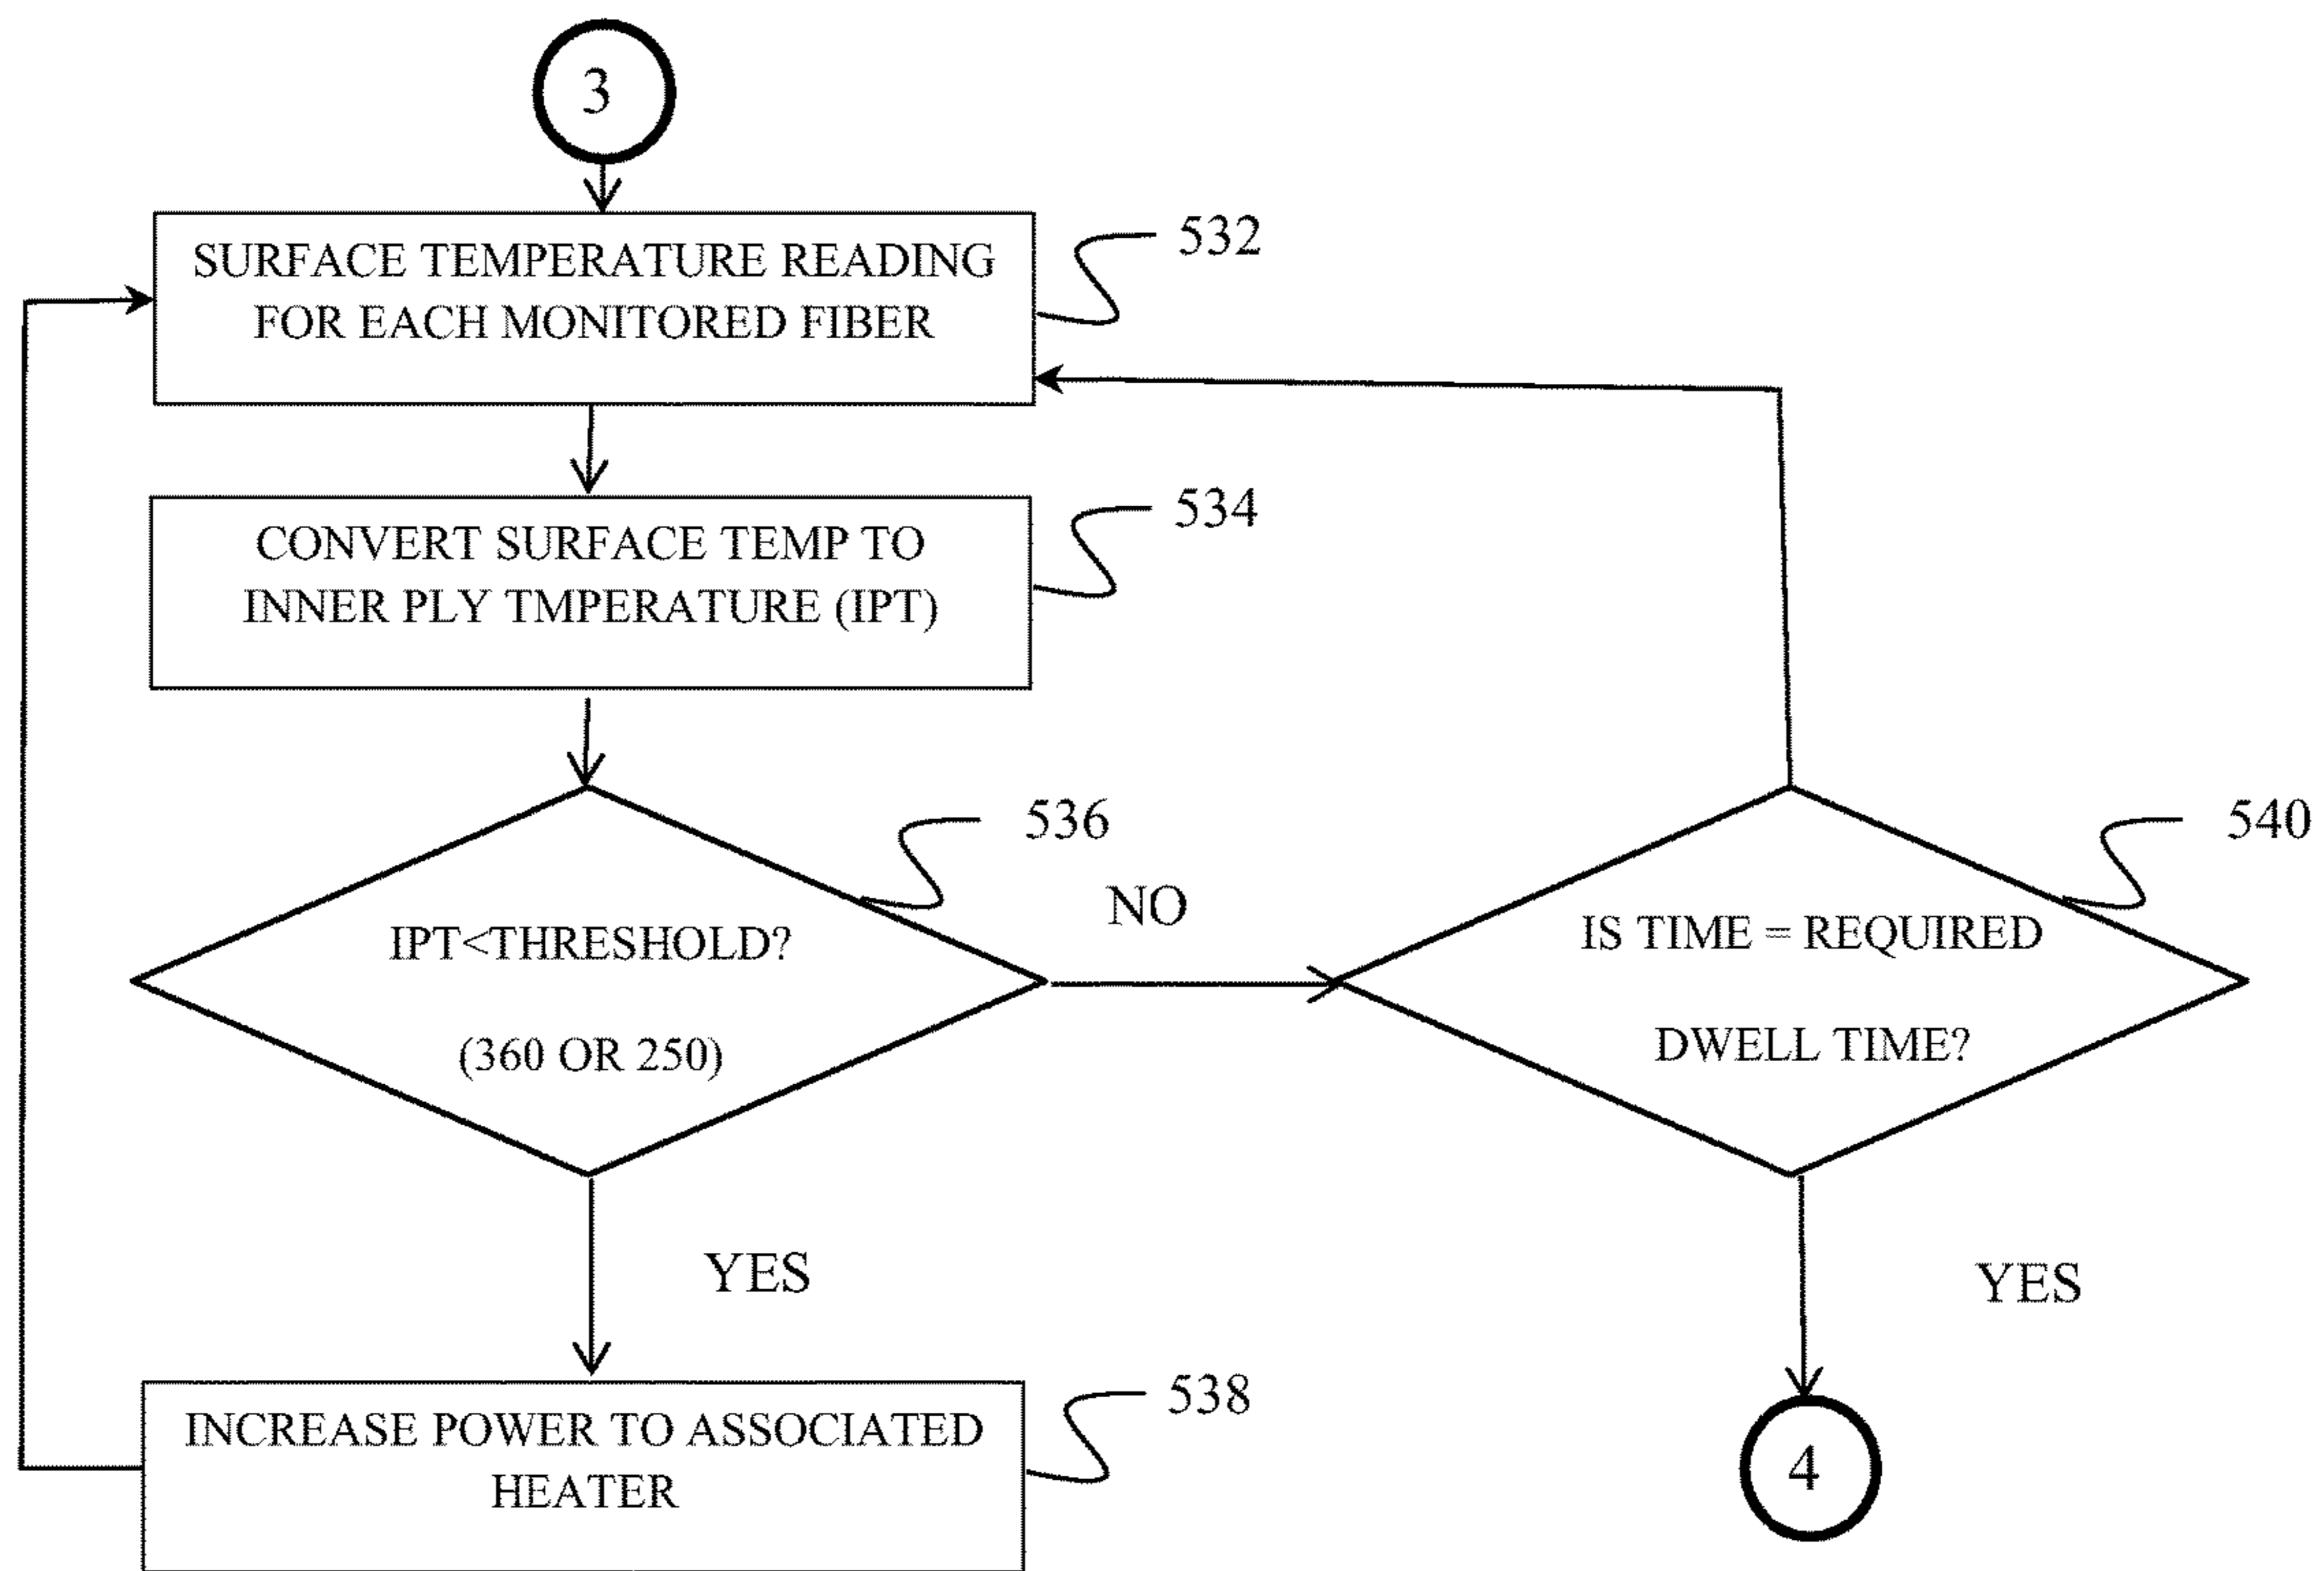 3
SURFACE TEMPERATURE READING
FOR EACH MONITORED FIBER
532
CONVERT SURFACE TEMP TO
INNER PLY TMPERATURE (IPT)
534
IPT<THRESHOLD?
(360 OR 250)
536
NO
IS TIME = REQUIRED
DWELL TIME?
540
YES
YES
INCREASE POWER TO ASSOCIATED
HEATER
538
4